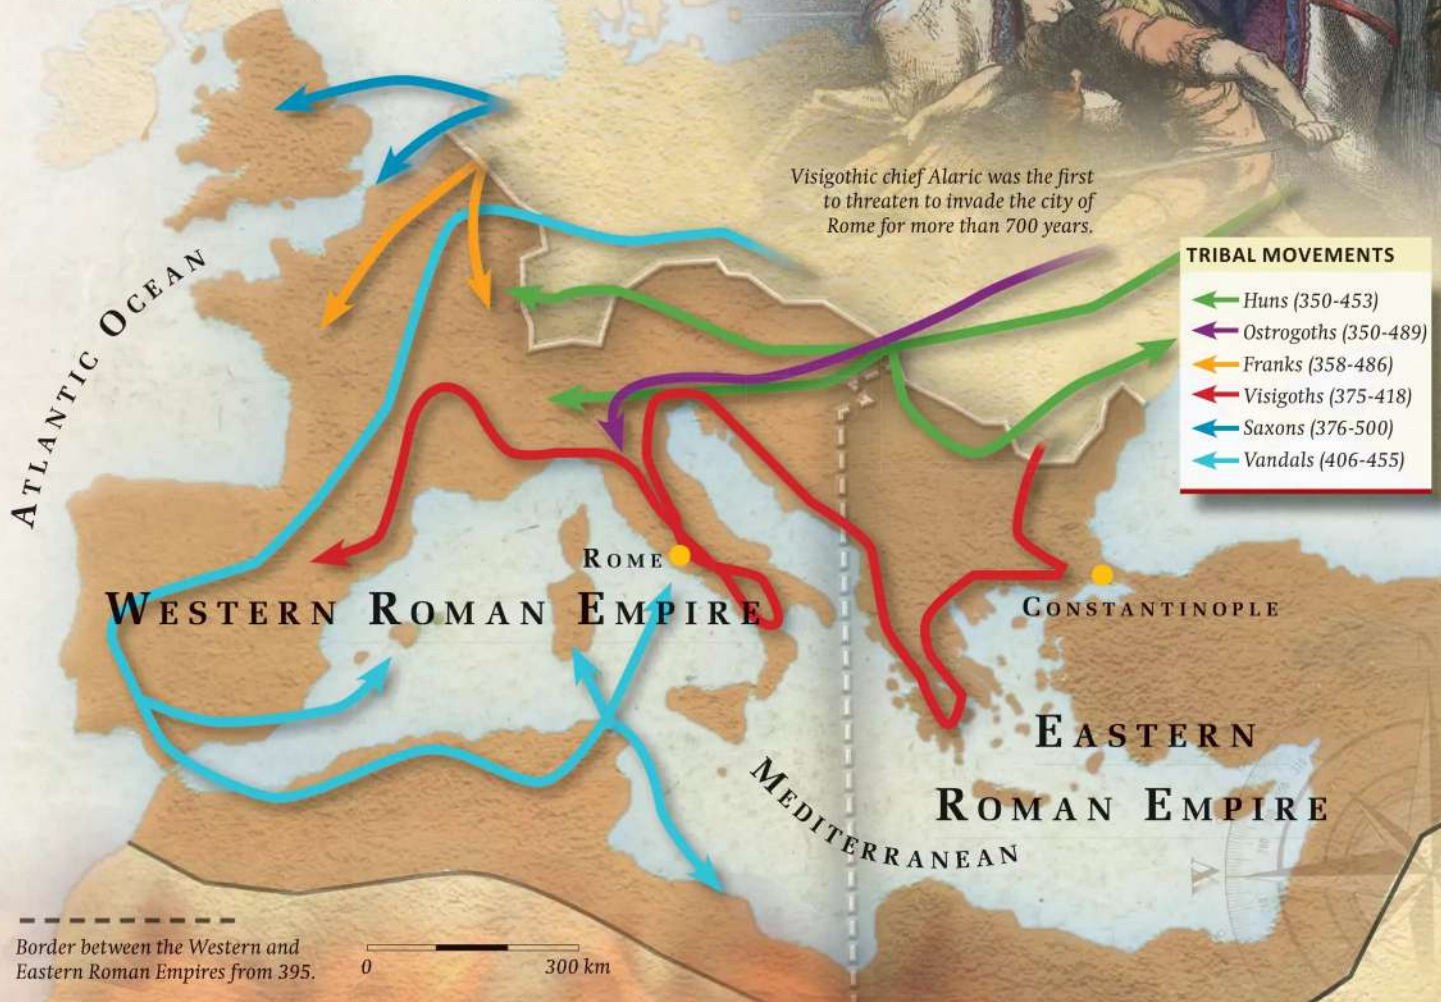 Visigothic chief Alaric was the first
to threaten to invade the city of
Rome for more than 700 years.
TRIBAL MOVEMENTS
Huns (350-453)
Ostrogoths (350-489)
Franks (358-486)
Visigoths (375-418)
Saxons (376-500)
Vandals (406-455)
ATLANTIC OCEAN
ROME
WESTERN ROMAN EMPIRE
CONSTANTINOPLE
EASTERN
ROMAN EMPIRE
MEDITERRANEAN
Border between the Western and
Eastern Roman Empires from 395.
0 300 km